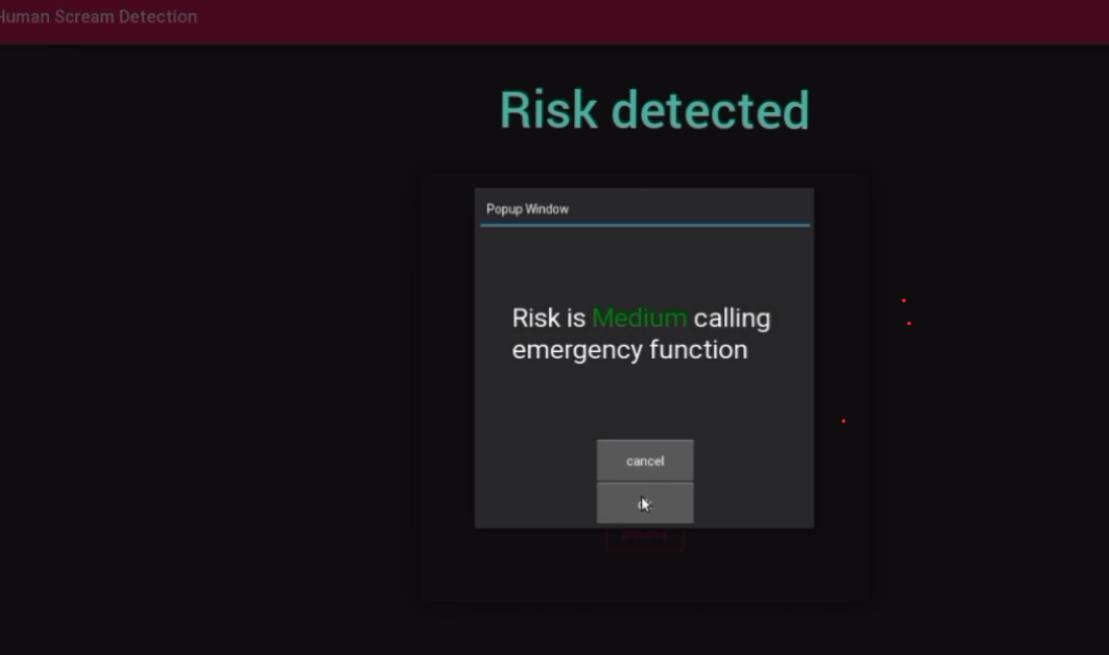 Human Scream Detection
Risk detected
Popup Window
Risk is Medium calling
emergency function
cancel